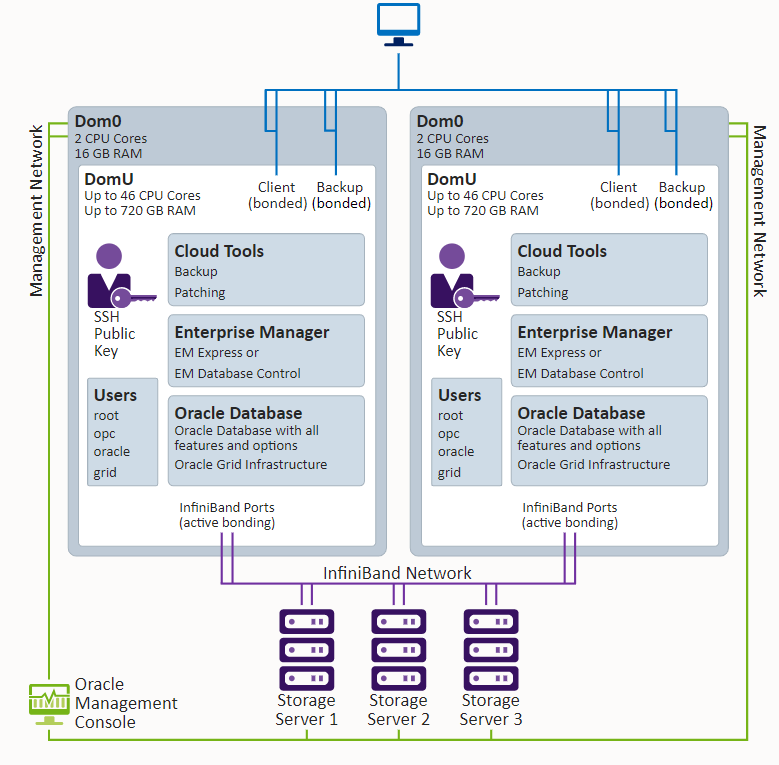 Dom0
2 CPU Cores
16 GB RAM
DomU
Up to 46 CPU Cores
Up to 720 GB RAM
Client
(bonded)
Backup
(bonded)
Management Network
SSH
Public
Key
Cloud Tools
Backup
Patching
Enterprise Manager
EM Express or
EM Database Control
Users
root
opc
oracle
grid
Oracle Database
Oracle Database with all
features and options
Oracle Grid Infrastructure
InfiniBand Ports
(active bonding)
Dom0
2 CPU Cores
16 GB RAM
DomU
Up to 46 CPU Cores
Up to 720 GB RAM
Client
(bonded)
Backup
(bonded)
Management Network
SSH
Public
Key
Cloud Tools
Backup
Patching
Enterprise Manager
EM Express or
EM Database Control
Users
root
opc
oracle
grid
Oracle Database
Oracle Database with all
features and options
Oracle Grid Infrastructure
InfiniBand Ports
(active bonding)
InfiniBand Network
Storage
Server 1
Storage
Server 2
Storage
Server 3
Oracle
Management
Console